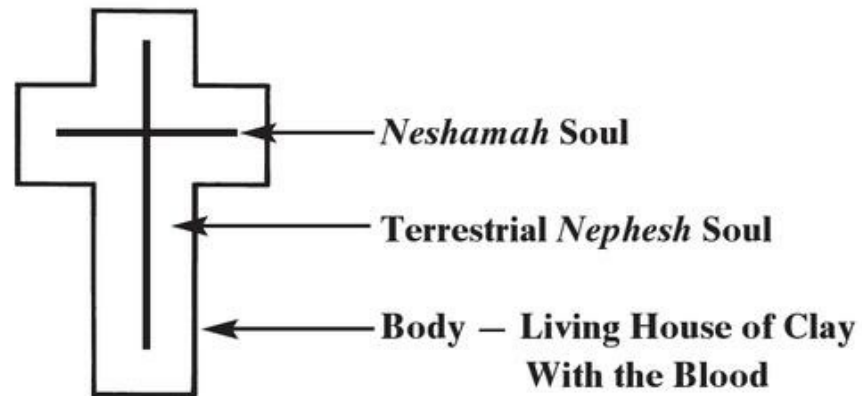 Neshamah Soul
Terrestrial Nephesh Soul
Body – Living House of Clay
With the Blood